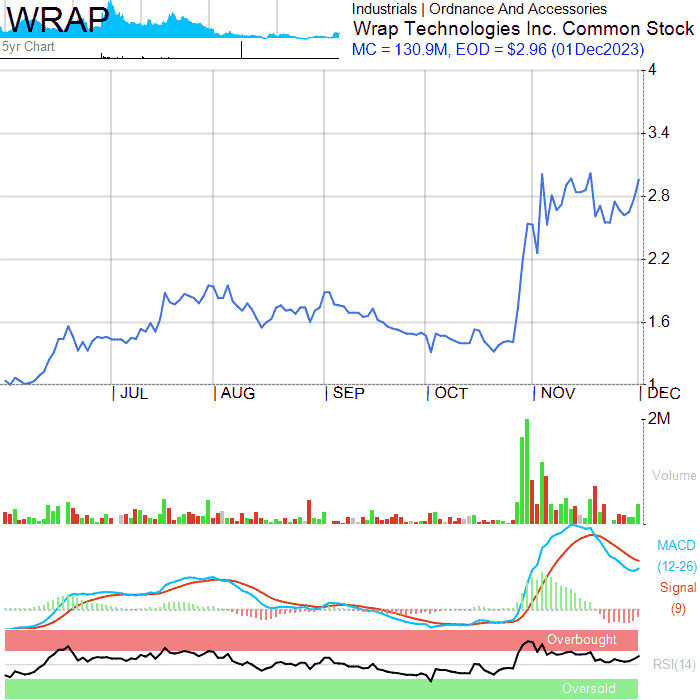 WRAP
Industrials | Ordnance And Accessories
Wrap Technologies Inc. Common Stock
5yr Chart
MC = 130.9M, EOD = $2.96 (01Dec2023)
4
3.4
2.8
2.2
1.6
1
| JUL | AUG | SEP | OCT | NOV | DEC
2M
Volume
MACD
(12-26)
Signal
(9)
Overbought
RSI(14)
Oversold